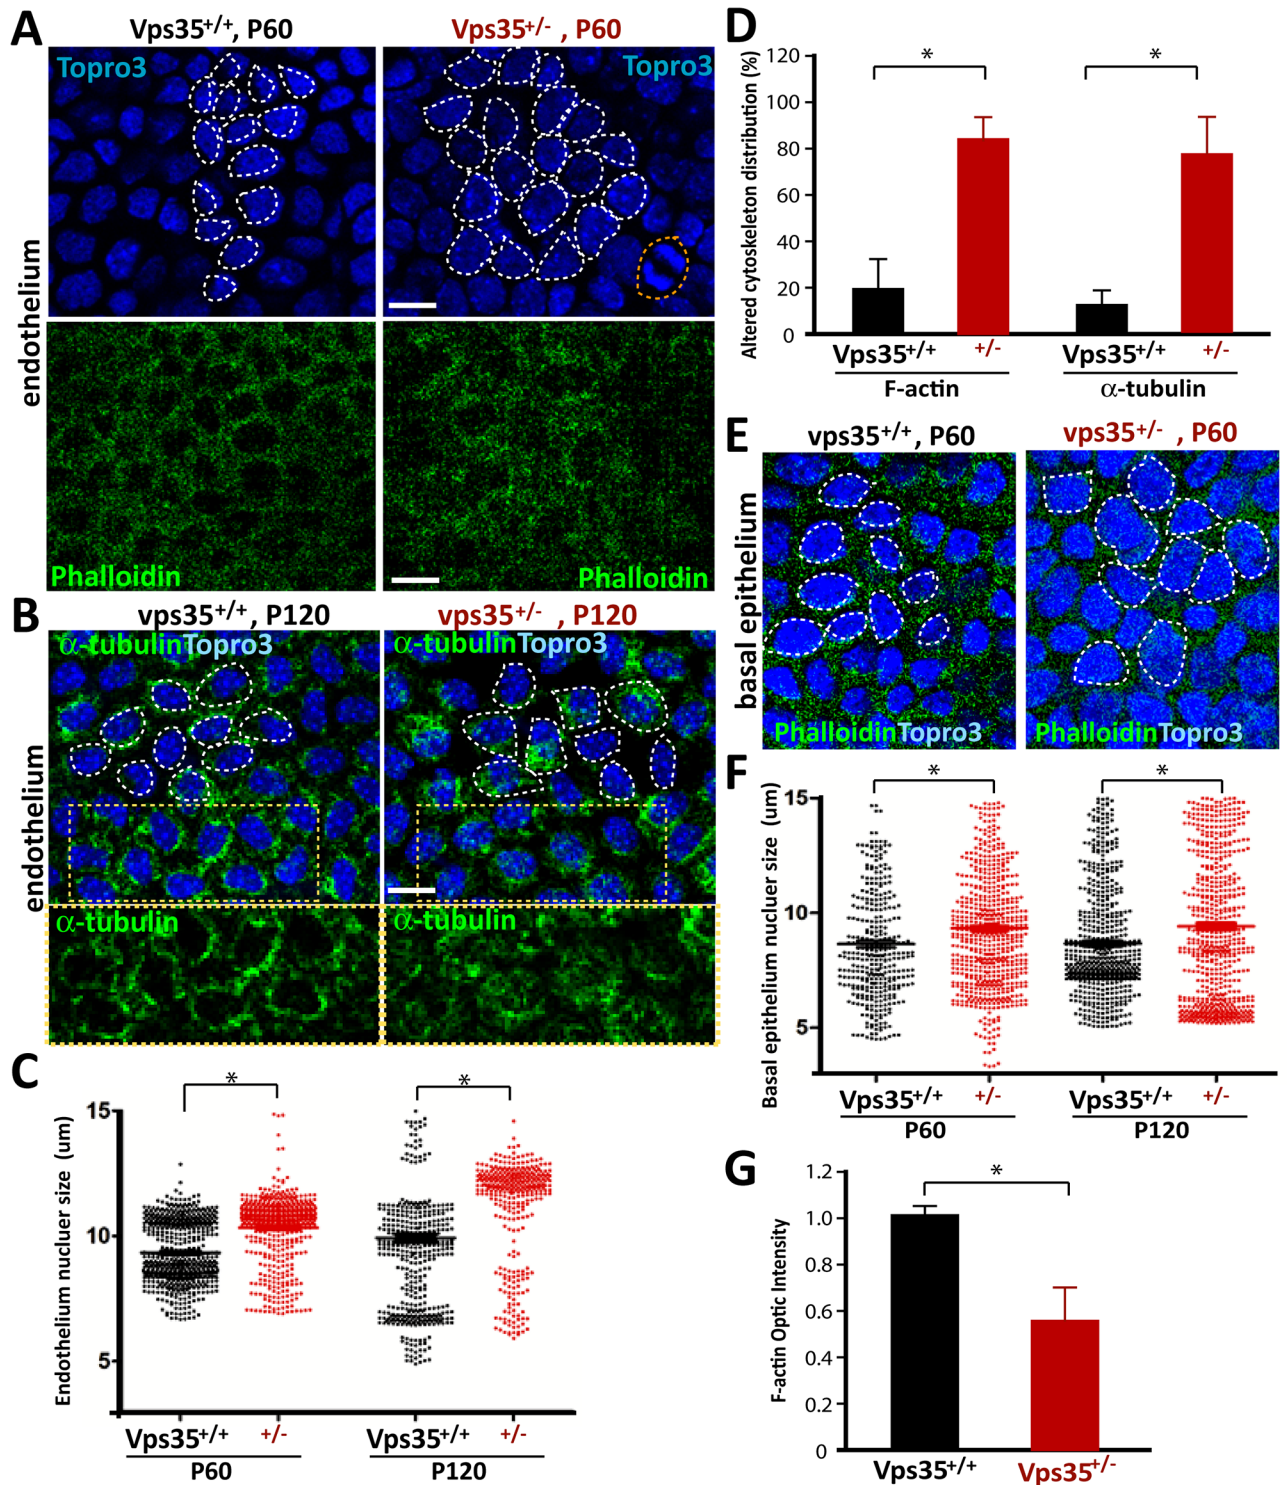 A
Vps35+/+, P60
Vps35+/- , P60
Topro3
Topro3
endothelium
Phalloidin
Phalloidin
B
vps35+/+, P120
vps35+/- , P120
α-tubulinTopro3
α-tubulinTopro3
endothelium
α-tubulin
α-tubulin
C
*
*
Endothelium nucluer size (um)
15
10
5
Vps35+/+
+/-
Vps35+/+
+/-
P60
P120
D
Altered cytoskeleton distribution (%)
120
100
80
60
40
20
0
*
*
Vps35+/+
+/-
Vps35+/+
+/-
F-actin
α-tubulin
E
vps35+/+, P60
vps35+/- , P60
basal epithelium
PhalloidinTopro3
PhalloidinTopro3
F
*
*
Basal epithelium nucluer size (um)
15
10
5
Vps35+/+
+/-
Vps35+/+
+/-
P60
P120
G
F-actin Optic Intensity
1.2
1.0
0.8
0.6
0.4
0.2
0
*
Vps35+/+
Vps35+/-